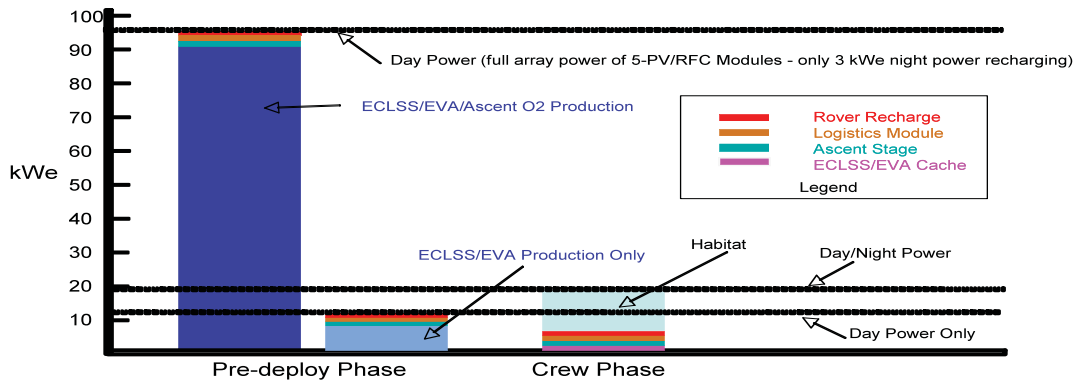 100
90
80
70
60
50
40
30
20
10
kWe
Day Power (full array power of 5-PV/RFC Modules - only 3 kWe night power recharging)
ECLSS/EVA/Ascent O2 Production
Rover Recharge
Logistics Module
Ascent Stage
ECLSS/EVA Cache
Legend
ECLSS/EVA Production Only
Habitat
Day/Night Power
Day Power Only
Pre-deploy Phase
Crew Phase